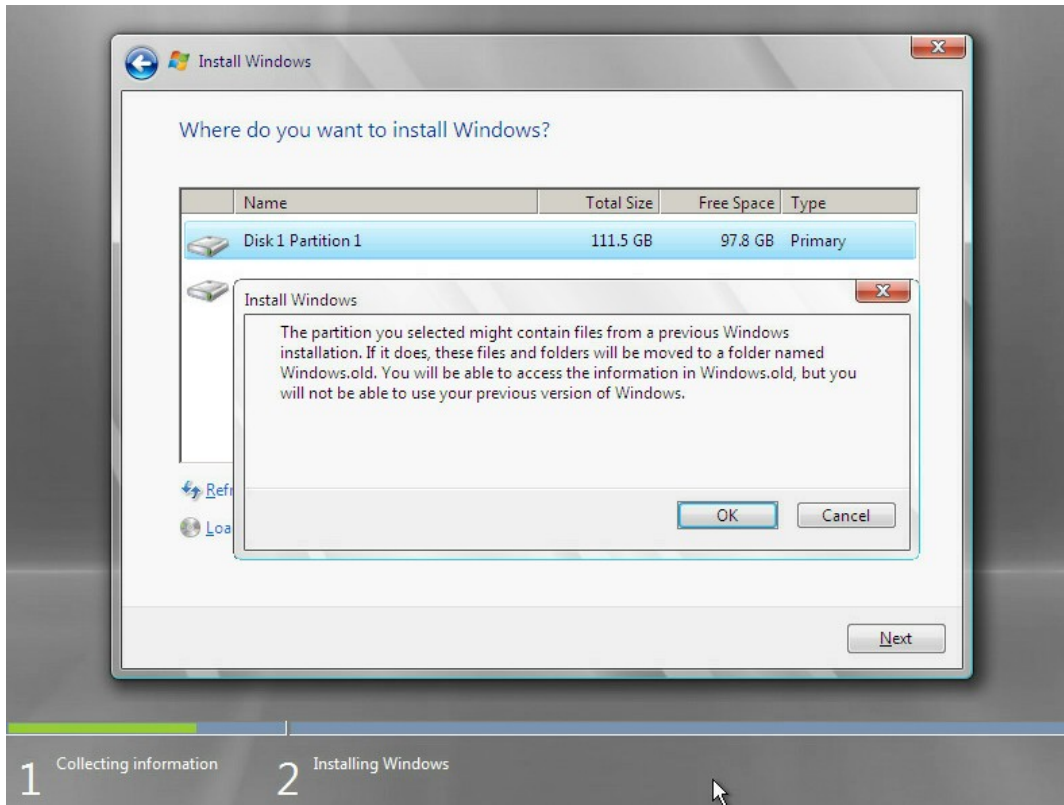 Install Windows
Where do you want to install Windows?
Name Total Size Free Space Type
Disk 1 Partition 1 111.5 GB 97.8 GB Primary
Install Windows
The partition you selected might contain files from a previous Windows
installation. If it does, these files and folders will be moved to a folder named
Windows.old. You will be able to access the information in Windows.old, but you
will not be able to use your previous version of Windows.
OK Cancel
Next
1 Collecting information 2 Installing Windows